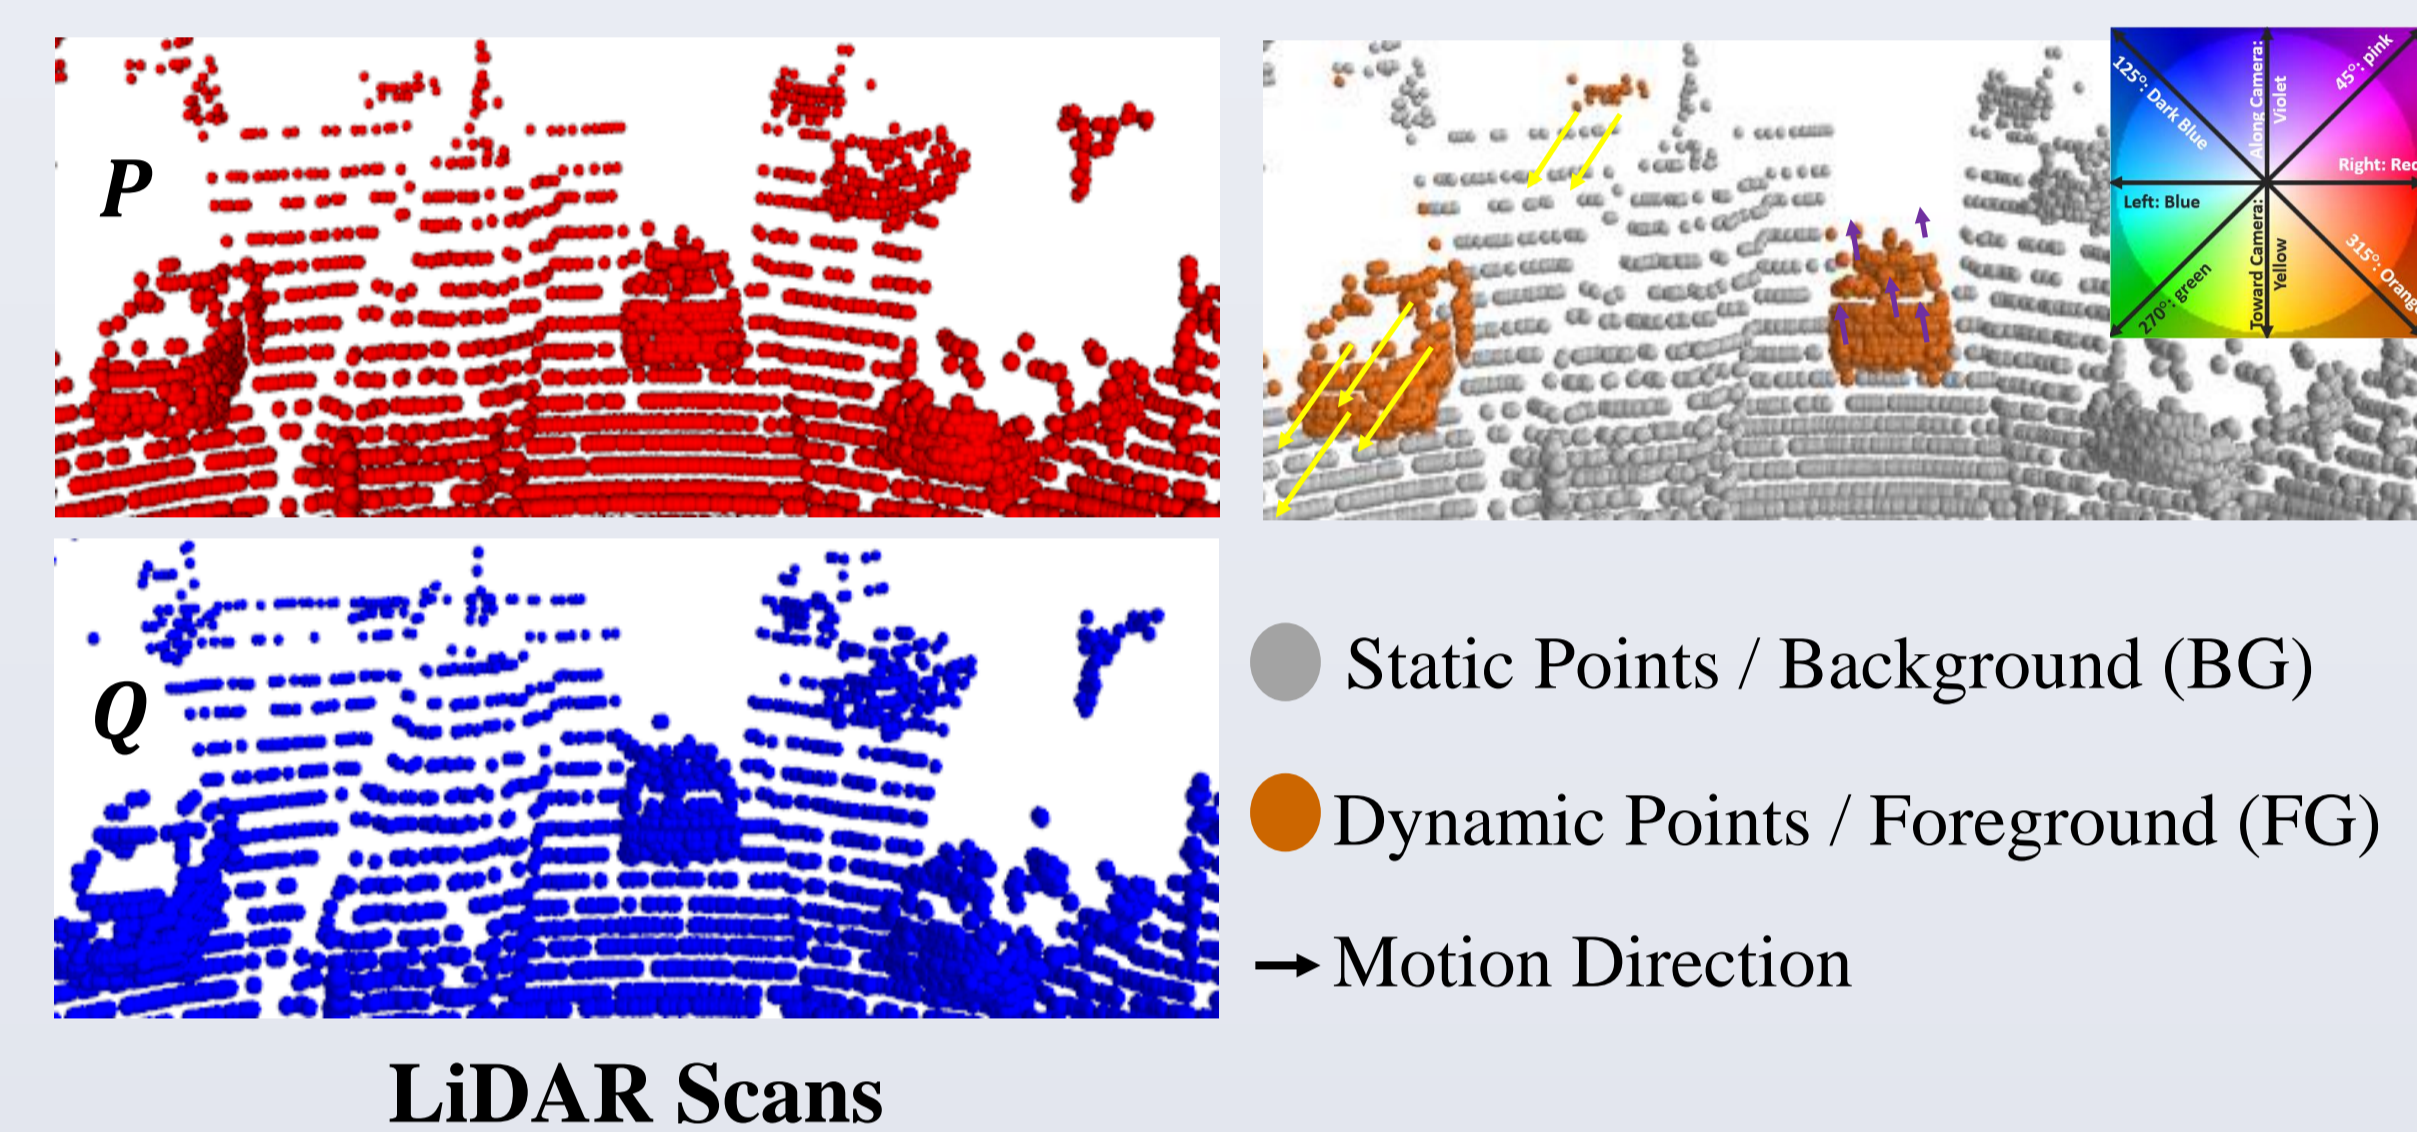 P
125°: Dark Blue
Along Camera:
Violet
45°: pink
Right: Red
Left: Blue
270°: green
Toward Camera:
Yellow
315°: Orang
Q
Static Points / Background (BG)
Dynamic Points / Foreground (FG)
Motion Direction
LiDAR Scans